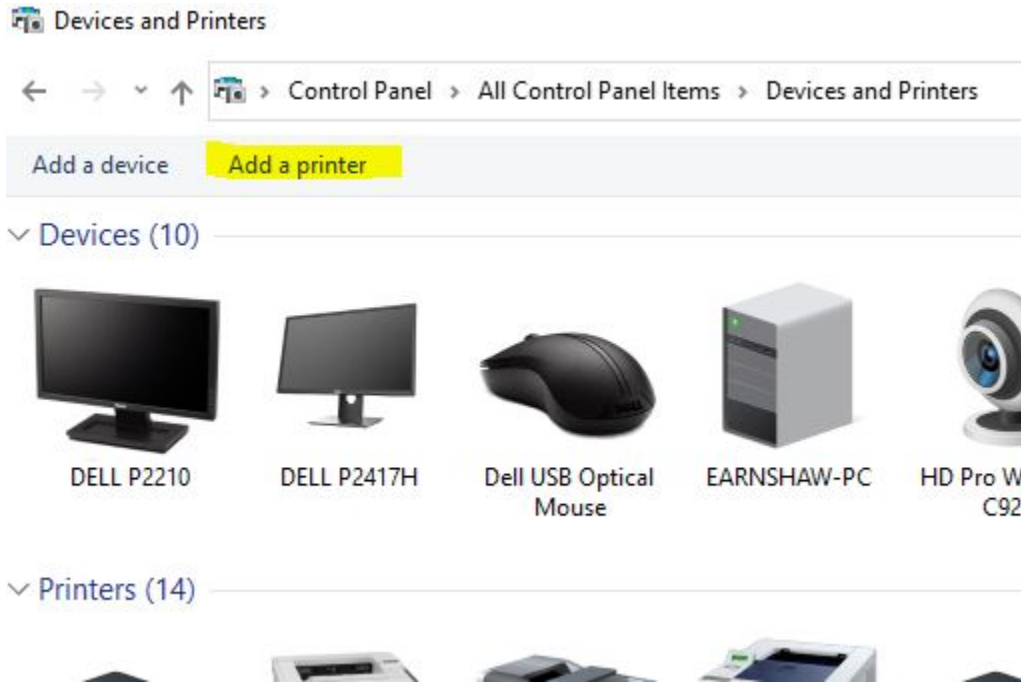 Devices and Printers
Control Panel > All Control Panel Items > Devices and Printers
Add a device Add a printer
Devices (10)
DELL P2210 DELL P2417H Dell USB Optical Mouse EARNSHAW-PC HD Pro W
C92
Printers (14)